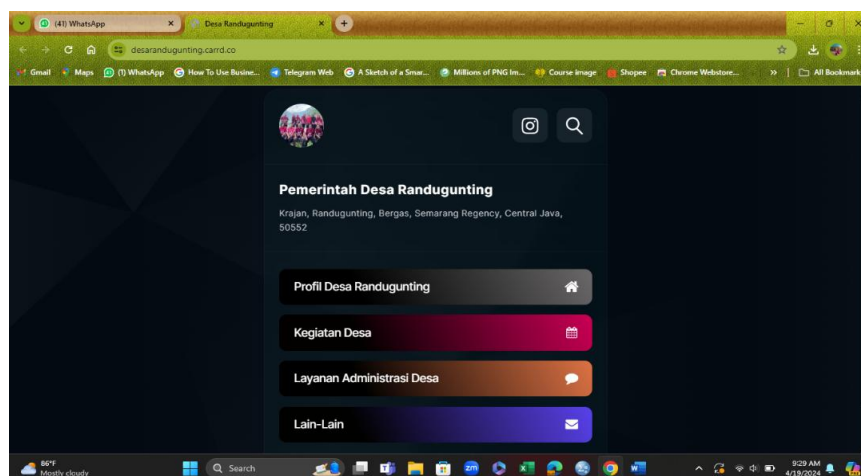 (41) WhatsApp
Desa Randugunting
desarandugunting.carrd.co
Gmail
Maps
(1) WhatsApp
How To Use Busine...
Telegram Web
A Sketch of a Smar...
Millions of PNG Im...
Course image
Shopee
Chrome Webstore...
All Bookmark
Pemerintah Desa Randugunting
Krajan, Randugunting, Bergas, Semarang Regency, Central Java,
50552
Profil Desa Randugunting
Kegiatan Desa
Layanan Administrasi Desa
Lain-Lain
86°F
Mostly cloudy
Search
zm
9:29 AM
4/19/2024